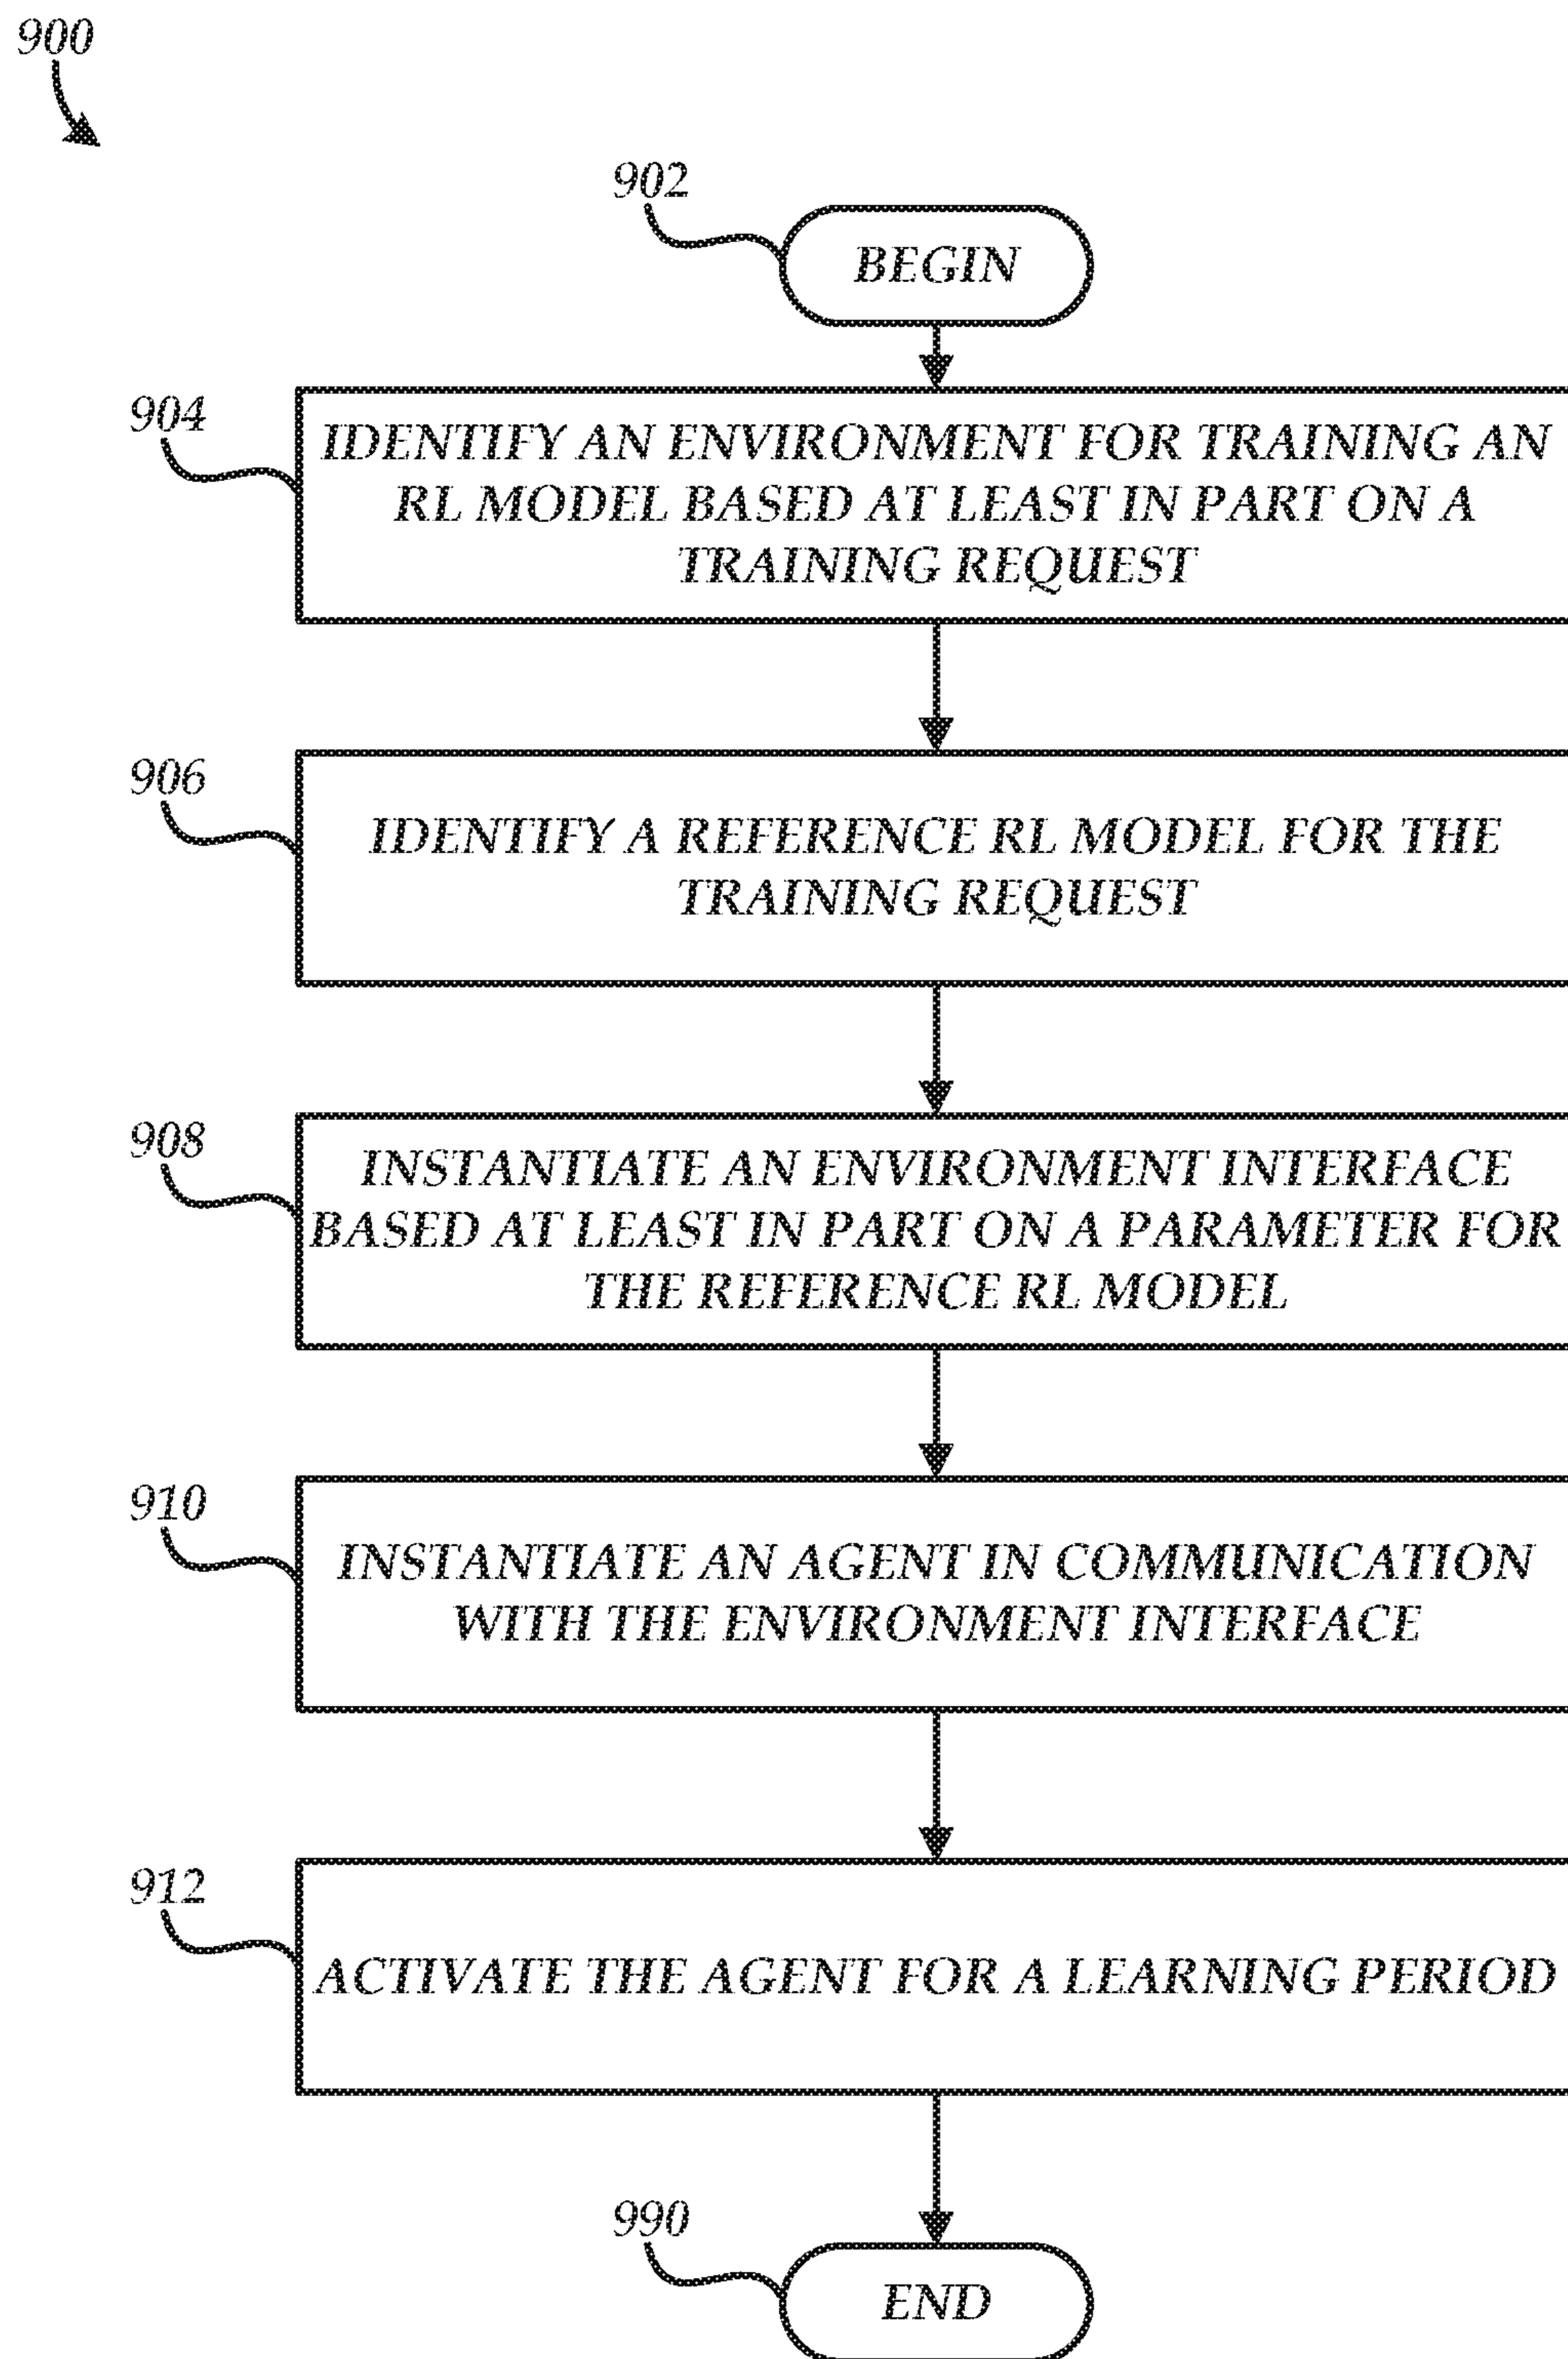 900
902
BEGIN
904
IDENTIFY AN ENVIRONMENT FOR TRAINING AN
RL MODEL BASED AT LEAST IN PART ON A
TRAINING REQUEST
906
IDENTIFY A REFERENCE RL MODEL FOR THE
TRAINING REQUEST
908
INSTANTIATE AN ENVIRONMENT INTERFACE
BASED AT LEAST IN PART ON A PARAMETER FOR
THE REFERENCE RL MODEL
910
INSTANTIATE AN AGENT IN COMMUNICATION
WITH THE ENVIRONMENT INTERFACE
912
ACTIVATE THE AGENT FOR A LEARNING PERIOD
990
END